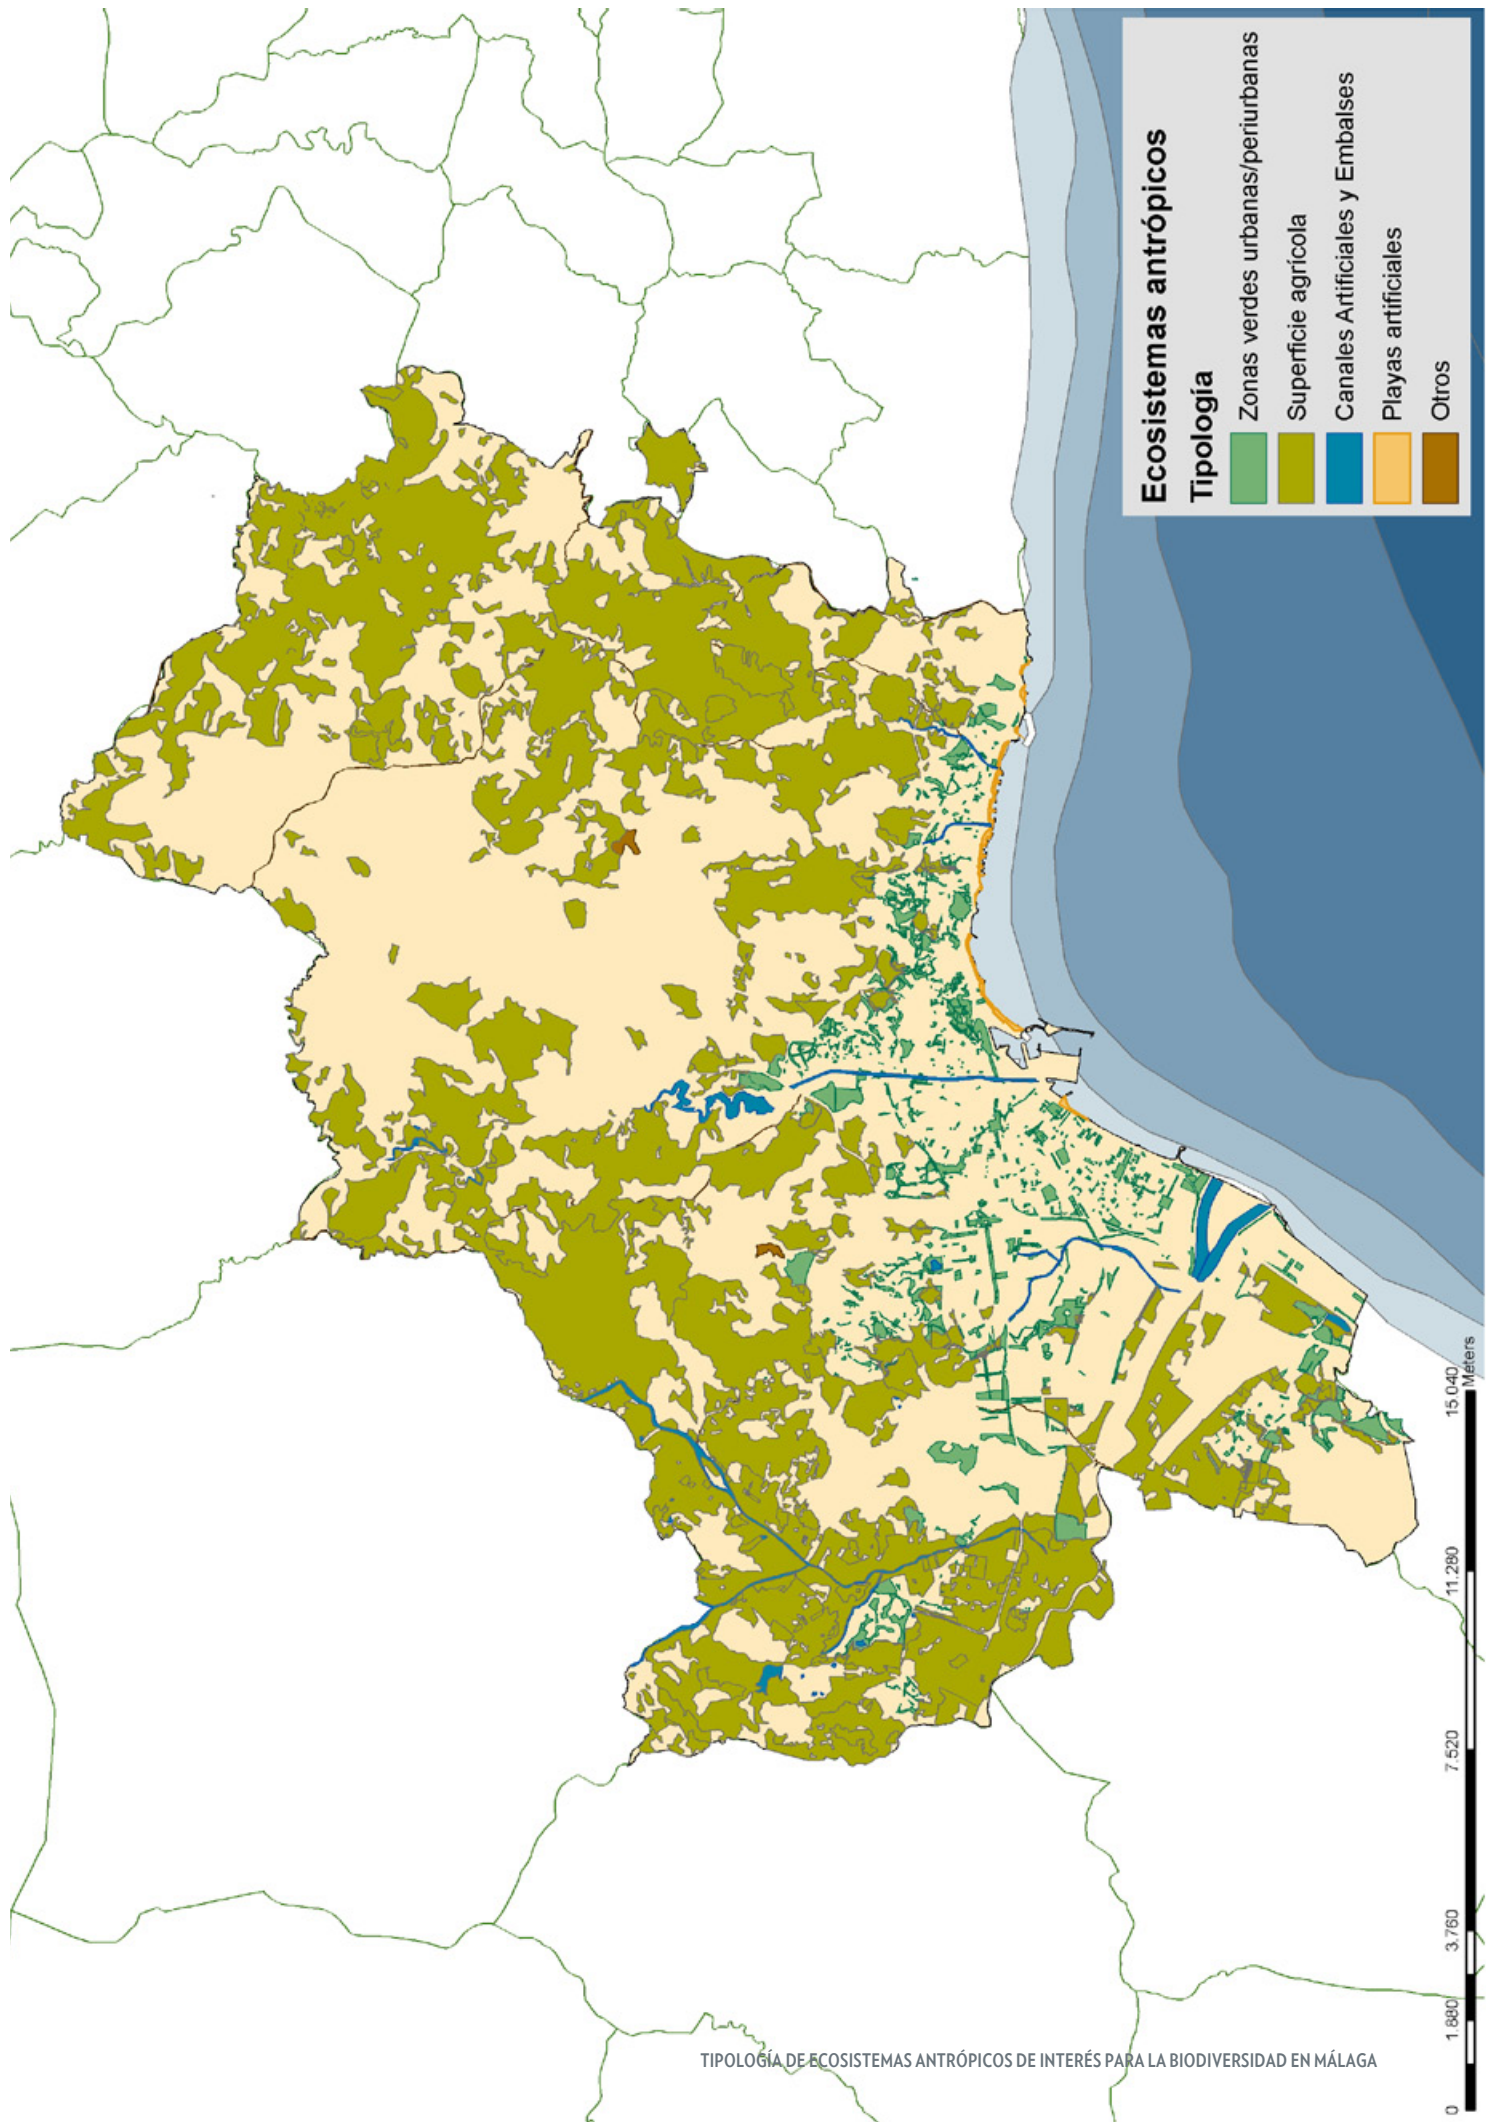 Ecosistemas antrópicos
Tipología
Zonas verdes urbanas/periurbanas
Superficie agrícola
Canales Artificiales y Embalses
Playas artificiales
Otros
0 1.880 3.760 7.520 11.280 15.040
Meters
TIPOLOGÍA DE ECOSISTEMAS ANTRÓPICOS DE INTERÉS PARA LA BIODIVERSIDAD EN MÁLAGA